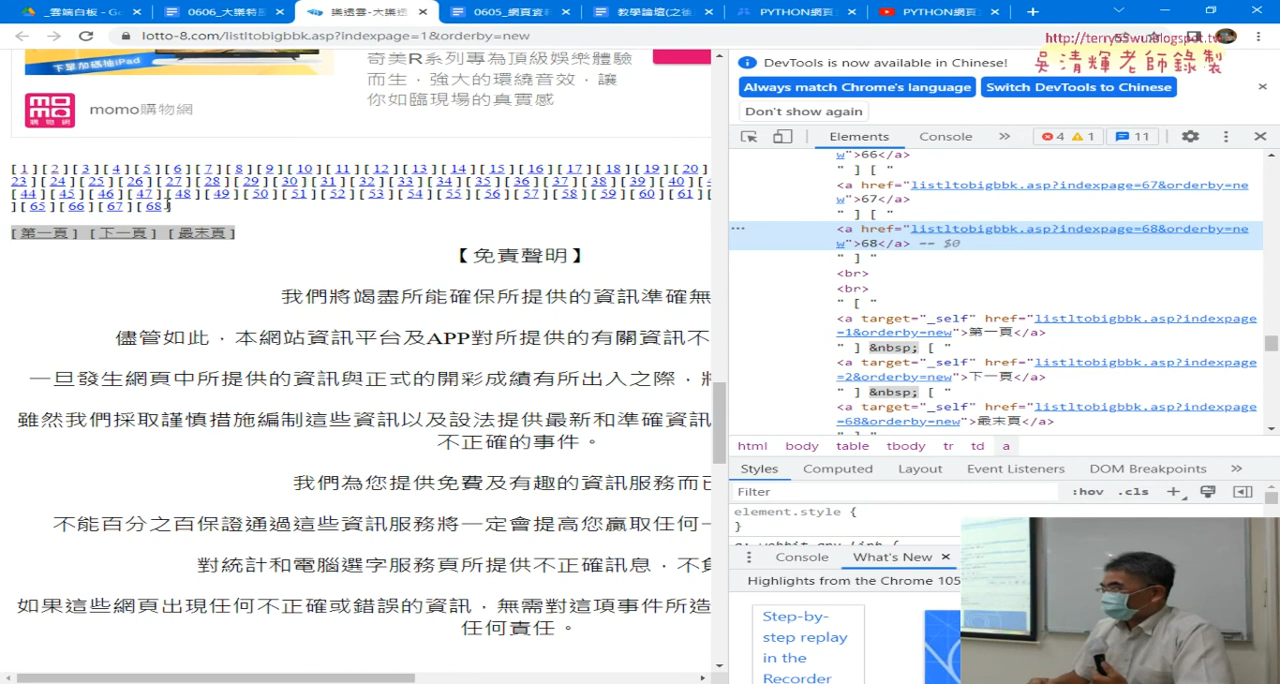 _雲端白板 - Go
0606_大樂特
樂透雲-大樂透
0605_網頁資
教學論壇(之後
PYTHON網頁
PYTHON網頁
lotto-8.com/listltobigbbk.asp?indexpage=1&orderby=new
http://terry55wu.blogspot.tw
吳清輝老師錄製
下單加碼抽iPad
奇美R系列專為頂級娛樂體驗
而生，強大的環繞音效，讓
你如臨現場的真實感
momo購物網
[ 1 ] [ 2 ] [ 3 ] [ 4 ] [ 5 ] [ 6 ] [ 7 ] [ 8 ] [ 9 ] [ 10 ] [ 11 ] [ 12 ] [ 13 ] [ 14 ] [ 15 ] [ 16 ] [ 17 ] [ 18 ] [ 19 ] [ 20 ]
23 ] [ 24 ] [ 25 ] [ 26 ] [ 27 ] [ 28 ] [ 29 ] [ 30 ] [ 31 ] [ 32 ] [ 33 ] [ 34 ] [ 35 ] [ 36 ] [ 37 ] [ 38 ] [ 39 ] [ 40 ]
[ 44 ] [ 45 ] [ 46 ] [ 47 ] [ 48 ] [ 49 ] [ 50 ] [ 51 ] [ 52 ] [ 53 ] [ 54 ] [ 55 ] [ 56 ] [ 57 ] [ 58 ] [ 59 ] [ 60 ] [ 61 ]
] [ 65 ] [ 66 ] [ 67 ] [ 68 ]
[ 第一頁 ] [ 下一頁 ] [ 最末頁 ]
【免責聲明】
我們將竭盡所能確保所提供的資訊準確無
儘管如此，本網站資訊平台及APP對所提供的有關資訊不
一旦發生網頁中所提供的資訊與正式的開彩成績有所出入之際，將
雖然我們採取謹慎措施編制這些資訊以及設法提供最新和準確資訊
不正確的事件。
我們為您提供免費及有趣的資訊服務而已
不能百分之百保證通過這些資訊服務將一定會提高您贏取任何一
對統計和電腦選字服務頁所提供不正確訊息，不負
如果這些網頁出現任何不正確或錯誤的資訊，無需對這項事件所造
任何責任。
DevTools is now available in Chinese!
Always match Chrome's language
Switch DevTools to Chinese
Don't show again
Elements
Console
4
1
11
w">66</a>
" ] [ "
<a href="listltobigbbk.asp?indexpage=67&orderby=ne
w">67</a>
" ] [ "
<a href="listltobigbbk.asp?indexpage=68&orderby=ne
w">68</a> == $0
" ] "
<br>
<br>
" [ "
<a target="_self" href="listltobigbbk.asp?indexpage
=1&orderby=new">第一頁</a>
" ] &nbsp; [ "
<a target="_self" href="listltobigbbk.asp?indexpage
=2&orderby=new">下一頁</a>
" ] &nbsp; [ "
<a target="_self" href="listltobigbbk.asp?indexpage
=68&orderby=new">最末頁</a>
html body table tbody tr td a
Styles
Computed
Layout
Event Listeners
DOM Breakpoints
Filter
:hov .cls
element.style {
}
Console
What's New
Highlights from the Chrome 105
Step-by-
step replay
in the
Recorder